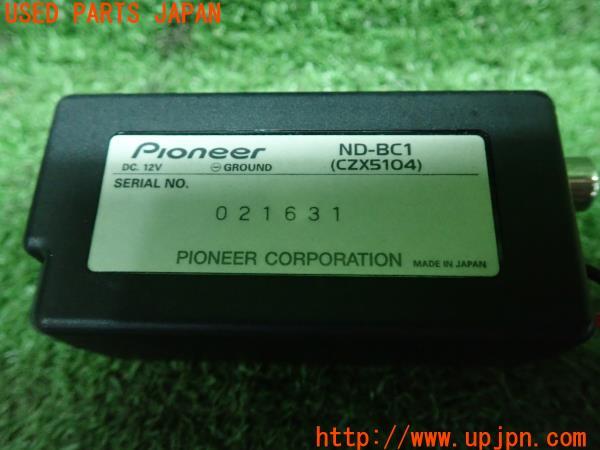 USED PARTS JAPAN
Pioneer ND-BC1
DC. 12V ⊖ GROUND (CZX5104)
SERIAL NO.
021631
PIONEER CORPORATION MADE IN JAPAN
http://www.upjpn.com